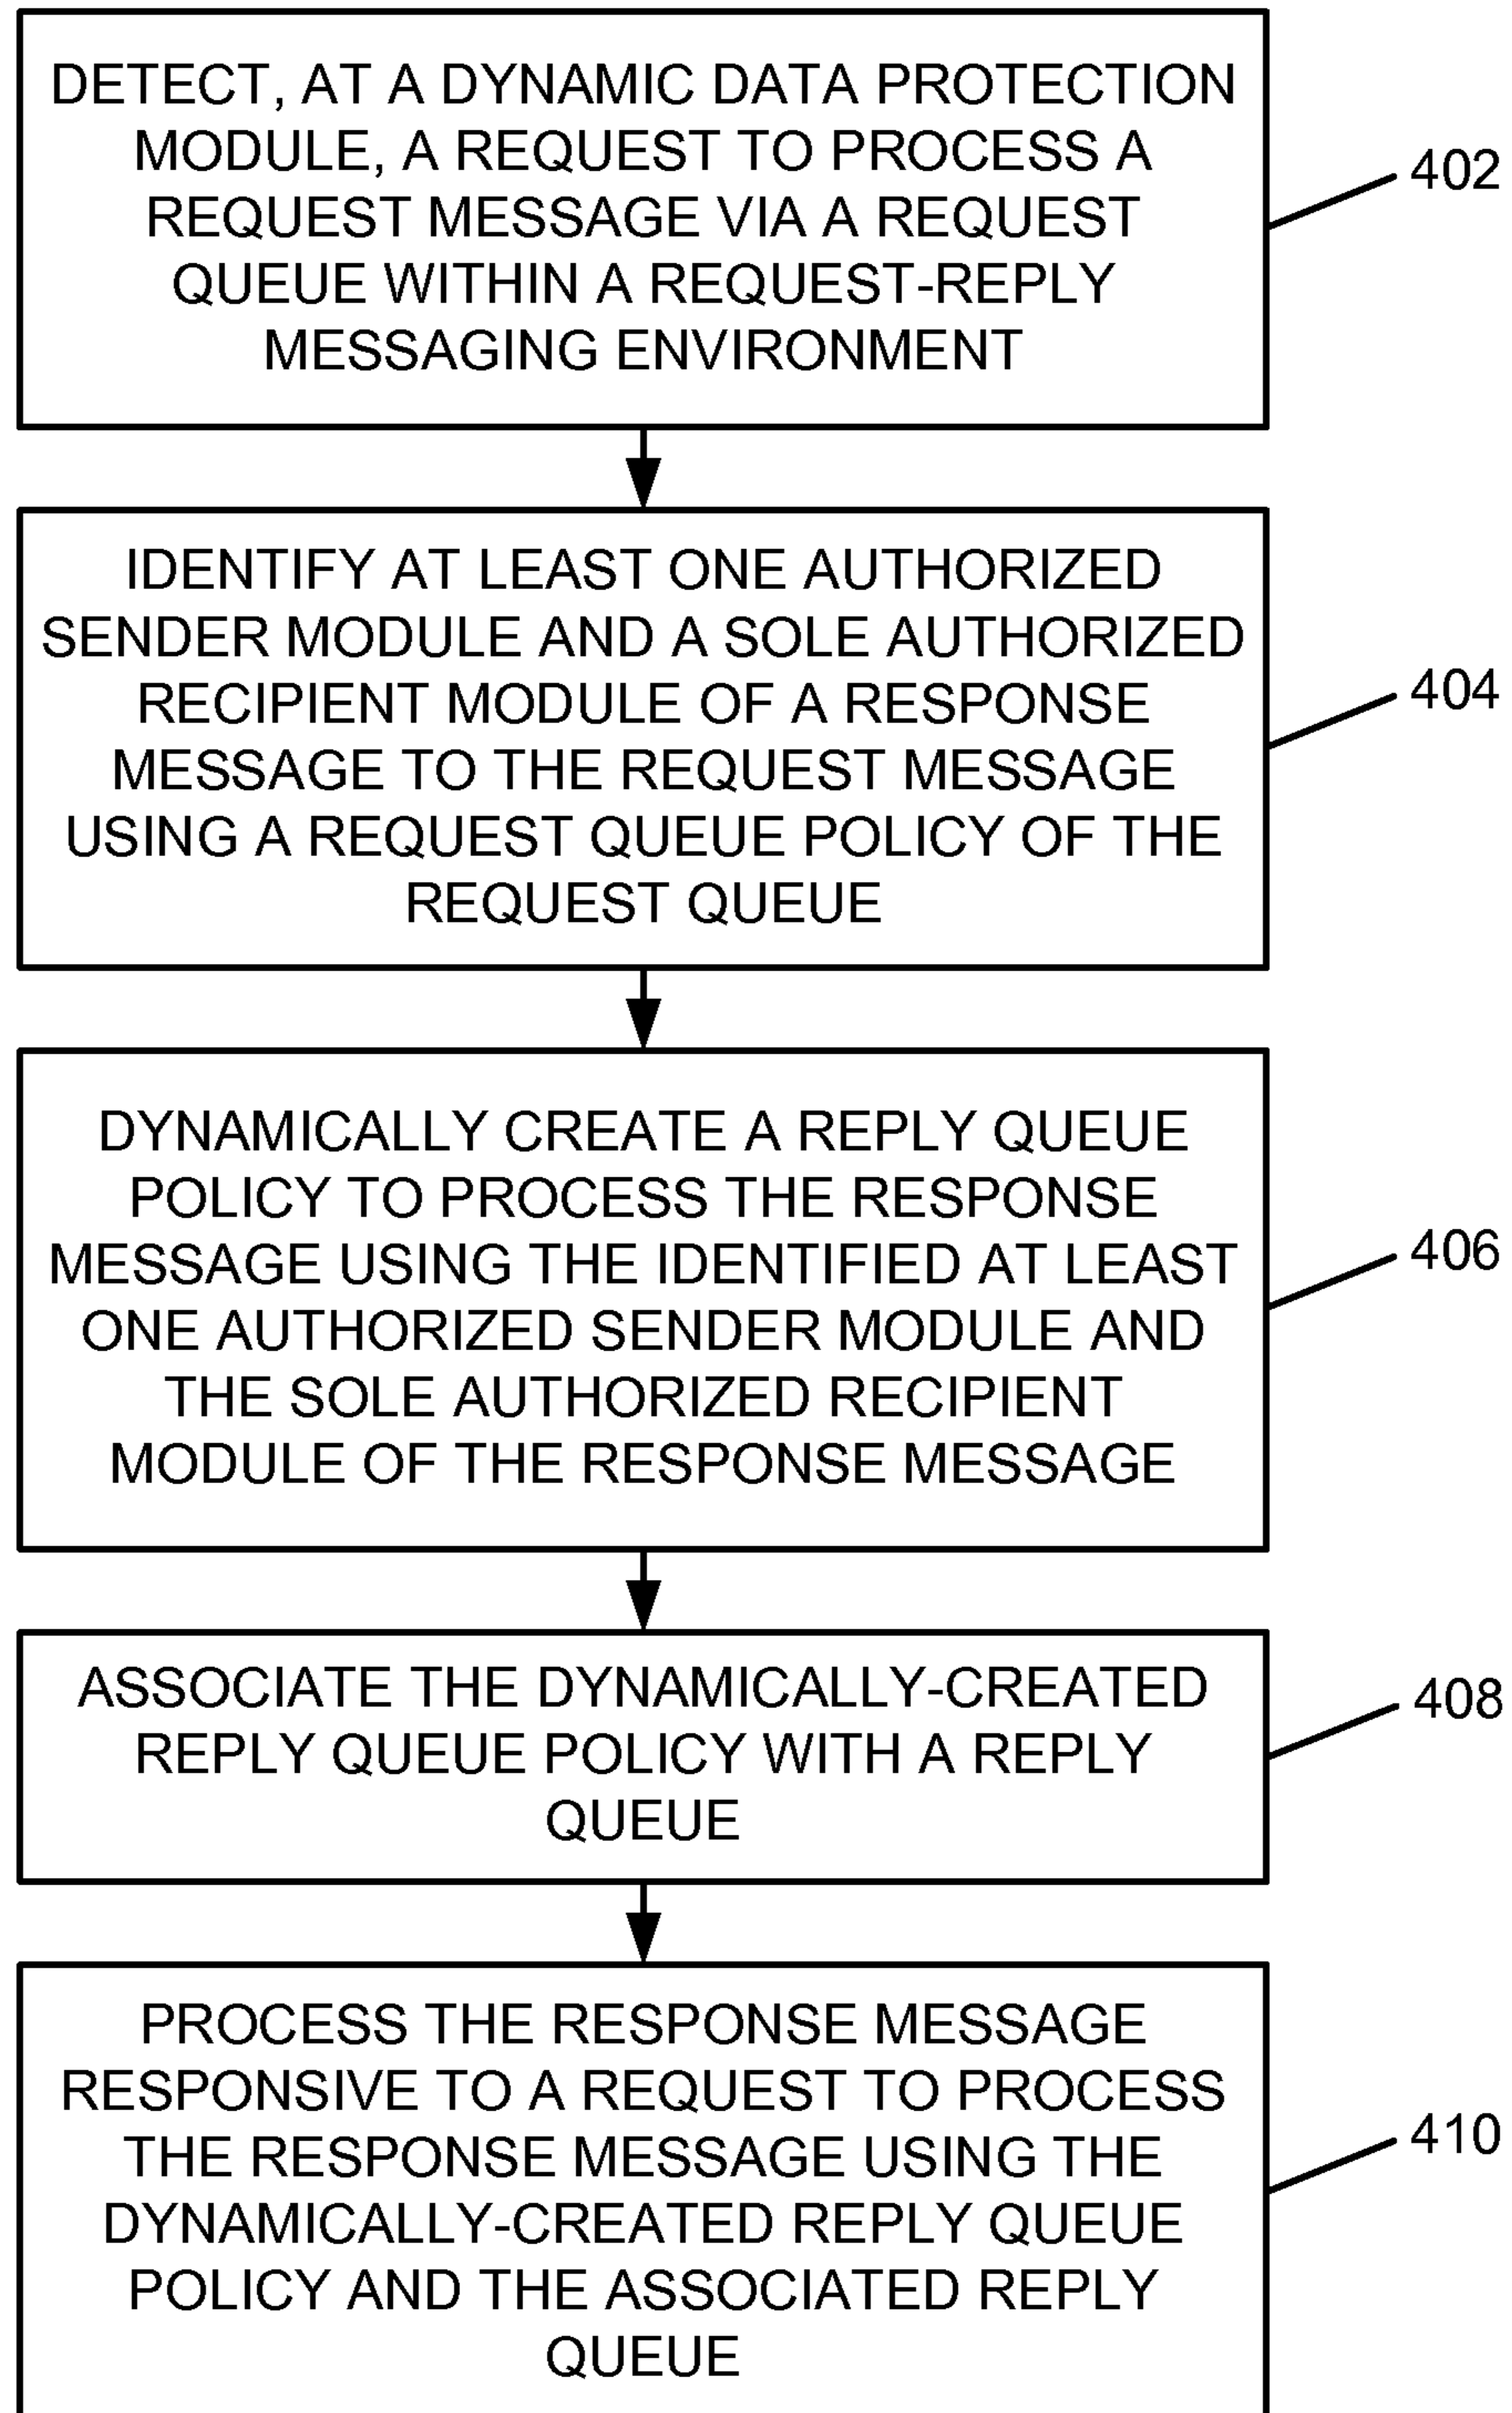 DETECT, AT A DYNAMIC DATA PROTECTION
MODULE, A REQUEST TO PROCESS A
REQUEST MESSAGE VIA A REQUEST
QUEUE WITHIN A REQUEST-REPLY
MESSAGING ENVIRONMENT
402
IDENTIFY AT LEAST ONE AUTHORIZED
SENDER MODULE AND A SOLE AUTHORIZED
RECIPIENT MODULE OF A RESPONSE
MESSAGE TO THE REQUEST MESSAGE
USING A REQUEST QUEUE POLICY OF THE
REQUEST QUEUE
404
DYNAMICALLY CREATE A REPLY QUEUE
POLICY TO PROCESS THE RESPONSE
MESSAGE USING THE IDENTIFIED AT LEAST
ONE AUTHORIZED SENDER MODULE AND
THE SOLE AUTHORIZED RECIPIENT
MODULE OF THE RESPONSE MESSAGE
406
ASSOCIATE THE DYNAMICALLY-CREATED
REPLY QUEUE POLICY WITH A REPLY
QUEUE
408
PROCESS THE RESPONSE MESSAGE
RESPONSIVE TO A REQUEST TO PROCESS
THE RESPONSE MESSAGE USING THE
DYNAMICALLY-CREATED REPLY QUEUE
POLICY AND THE ASSOCIATED REPLY
QUEUE
410